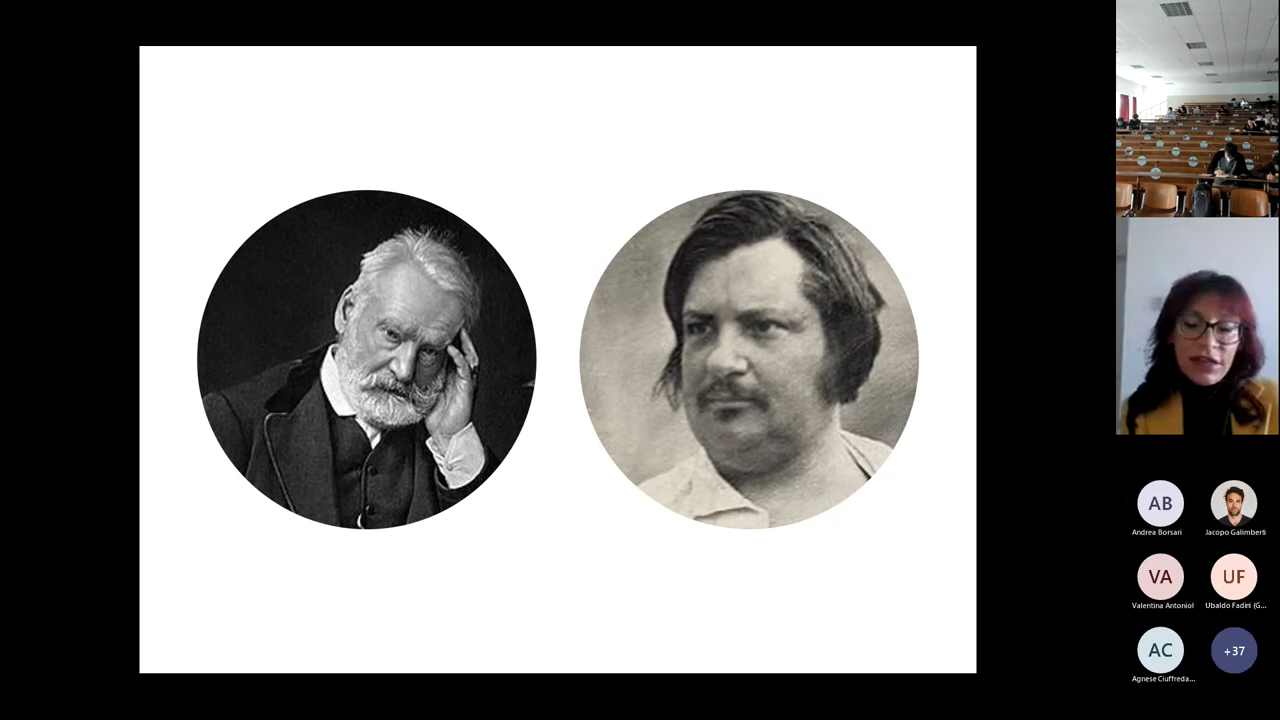 AB
Andrea Borsari
Jacopo Galimberti
VA
Valentina Antoniol
UF
Ubaldo Fadini (G...
AC
Agnese Ciuffreda...
+37